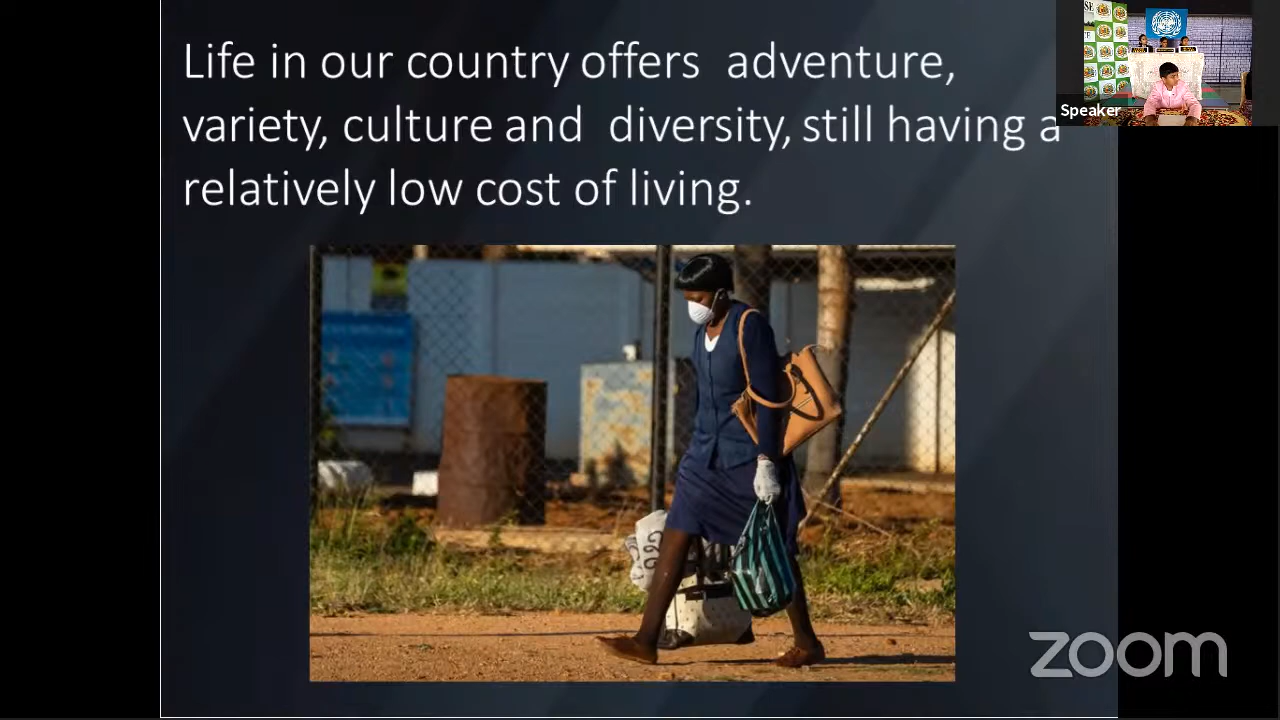 Life in our country offers  adventure,
variety, culture and  diversity, still having a
relatively low cost of living.
Speaker
zoom